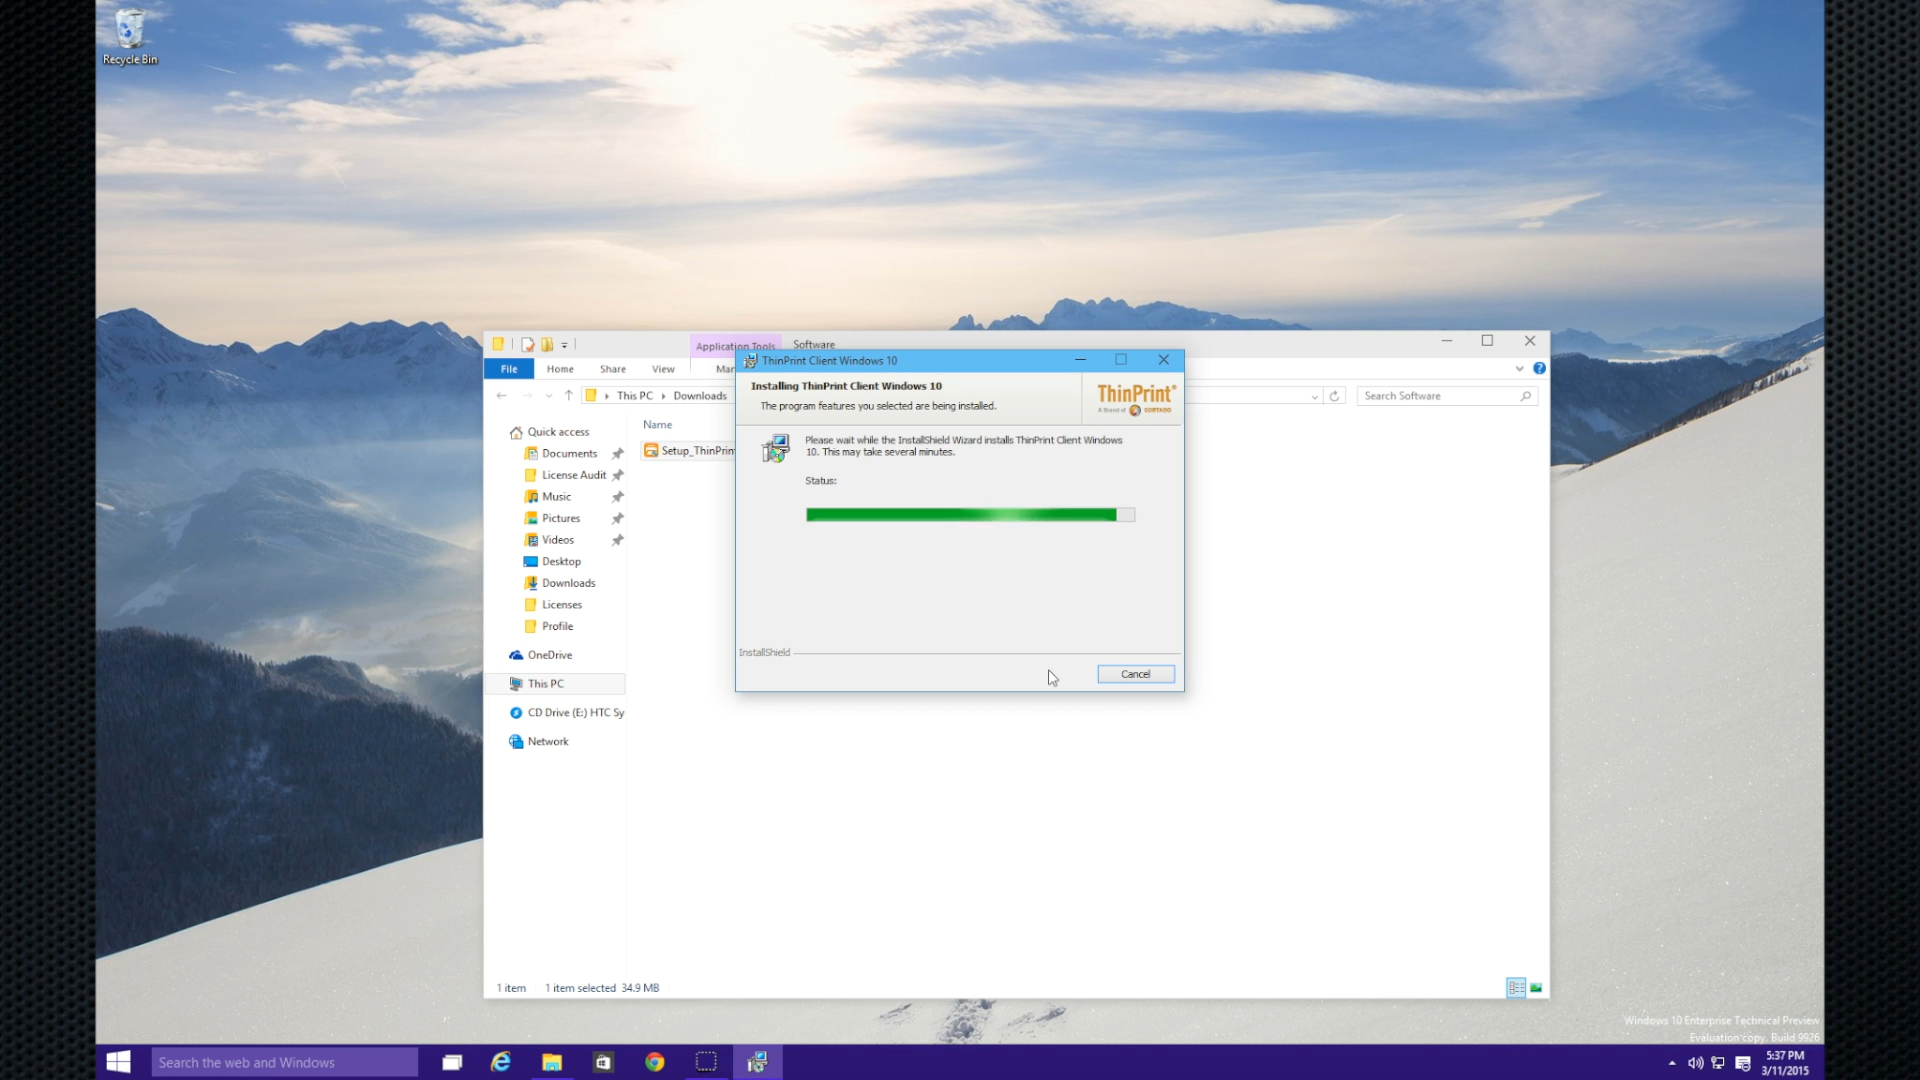 Recycle Bin
Application Tools
Software
ThinPrint Client Windows 10
File
Home
Share
View
Installing ThinPrint Client Windows 10
The program features you selected are being installed.
ThinPrint®
A Brand of CORTADO
This PC
Downloads
Search Software
Name
Quick access
Documents
License Audit
Music
Pictures
Videos
Desktop
Downloads
Licenses
Profile
OneDrive
This PC
CD Drive (E:) HTC Sy
Network
Please wait while the InstallShield Wizard installs ThinPrint Client Windows
10. This may take several minutes.
Status:
InstallShield
Cancel
1 item
1 item selected 34.9 MB
Windows 10 Enterprise Technical Preview
Evaluation copy. Build 9926
Search the web and Windows
5:37 PM
3/11/2015